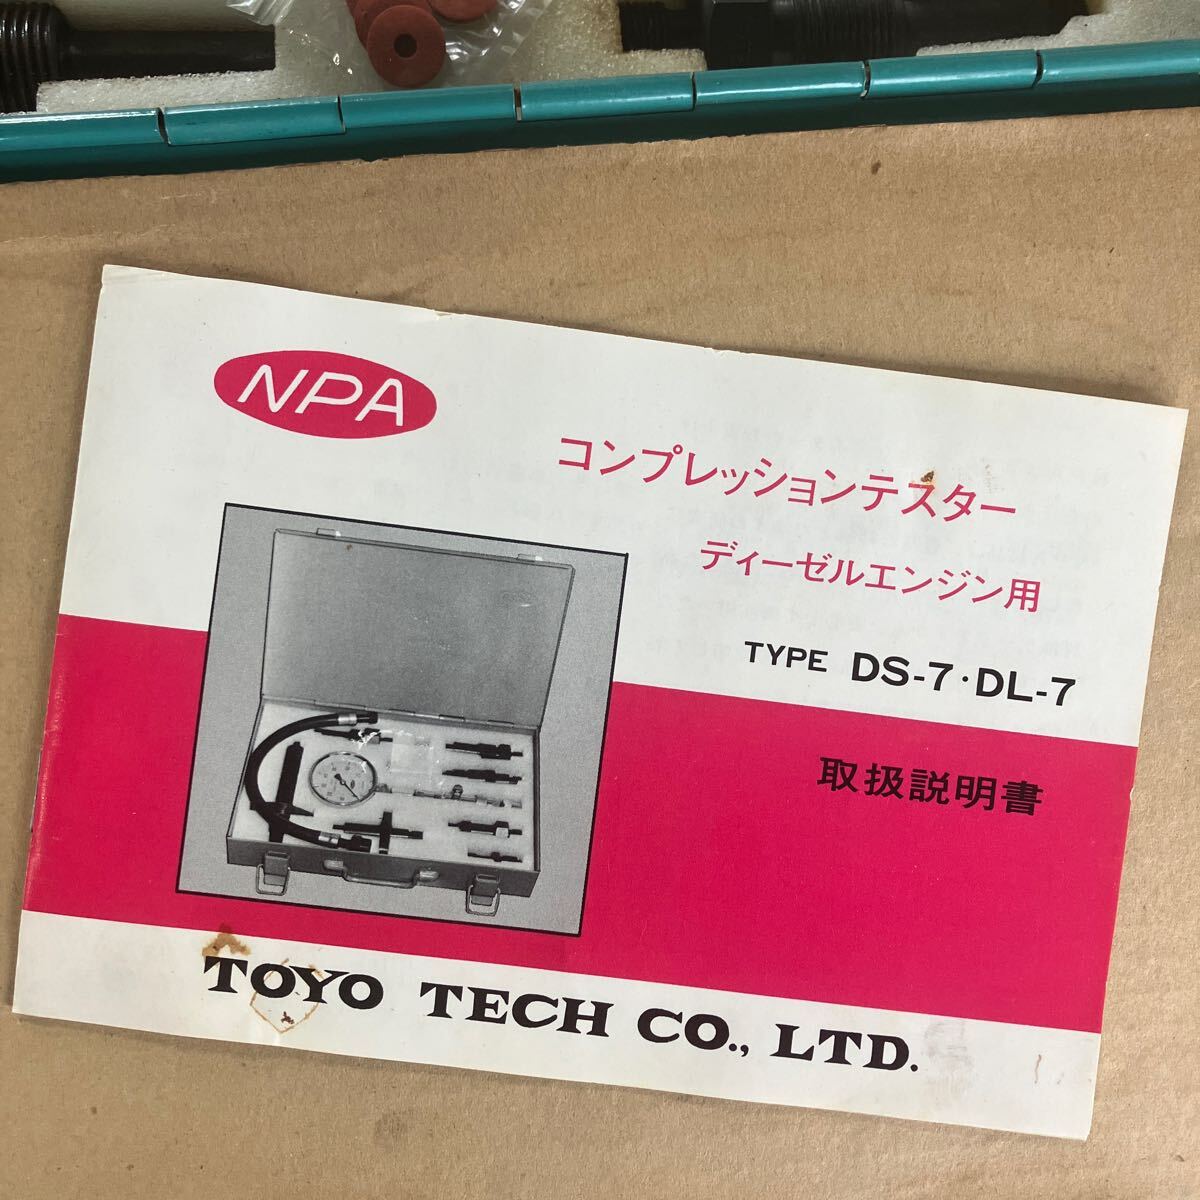 NPA
コンプレッションテスター
ディーゼルエンジン用
TYPE DS-7・DL-7
取扱説明書
TOYO TECH CO., LTD.